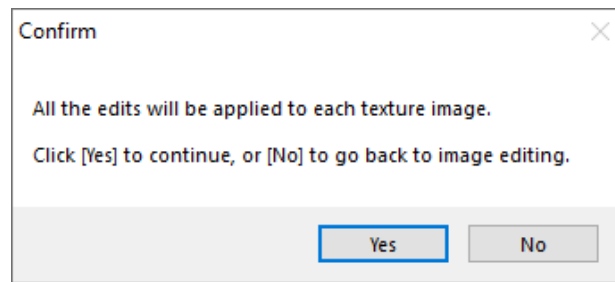 Confirm
All the edits will be applied to each texture image.
Click [Yes] to continue, or [No] to go back to image editing.
Yes
No